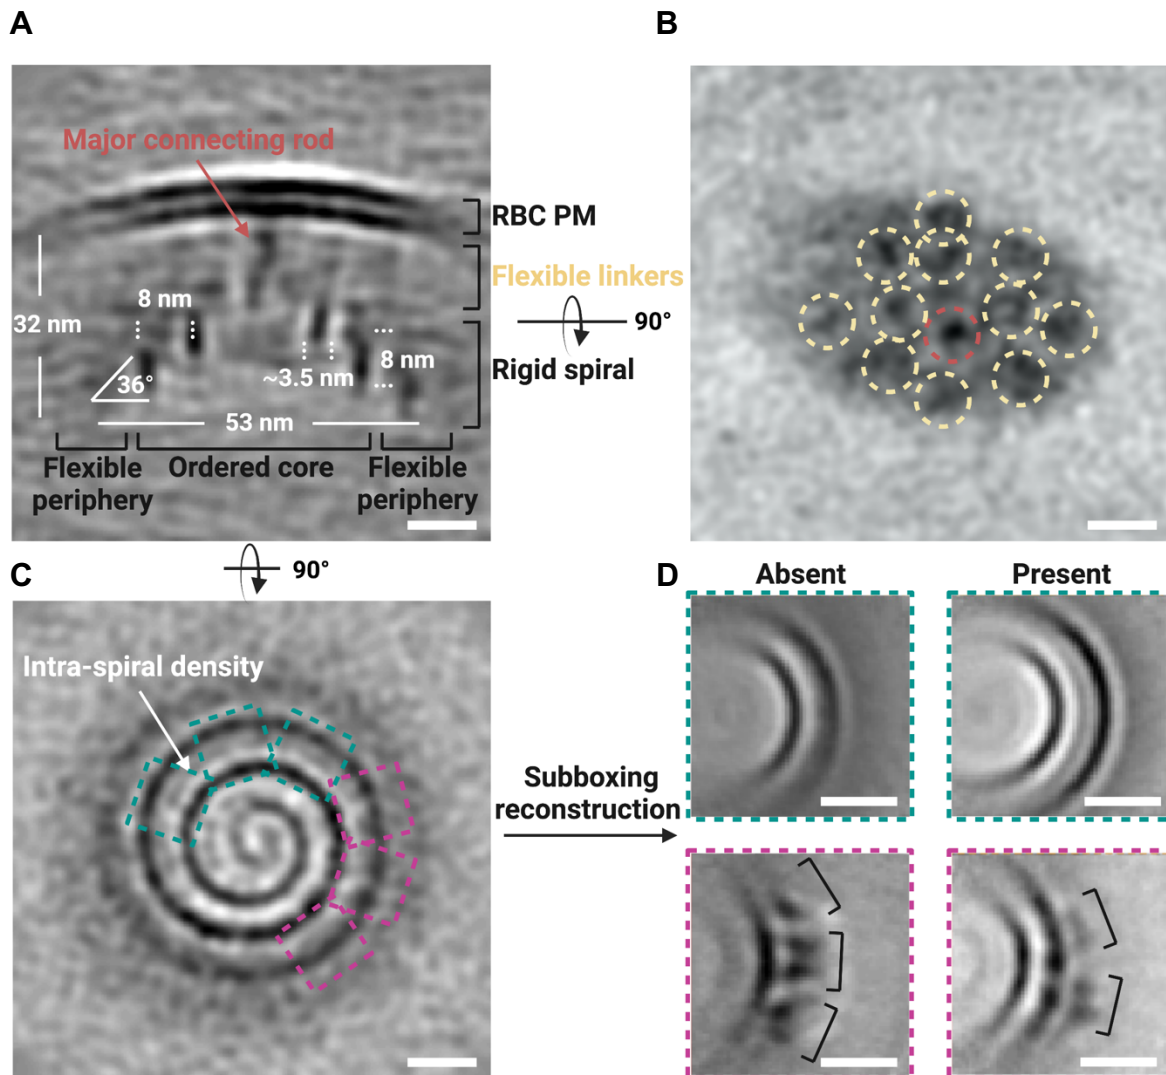 A
B
Major connecting rod
RBC PM
Flexible linkers
8 nm
32 nm
90°
8 nm
Rigid spiral
~3.5 nm
36°
53 nm
Flexible
periphery
Ordered core
Flexible
periphery
C
90°
D
Absent
Present
Intra-spiral density
Subboxing
reconstruction